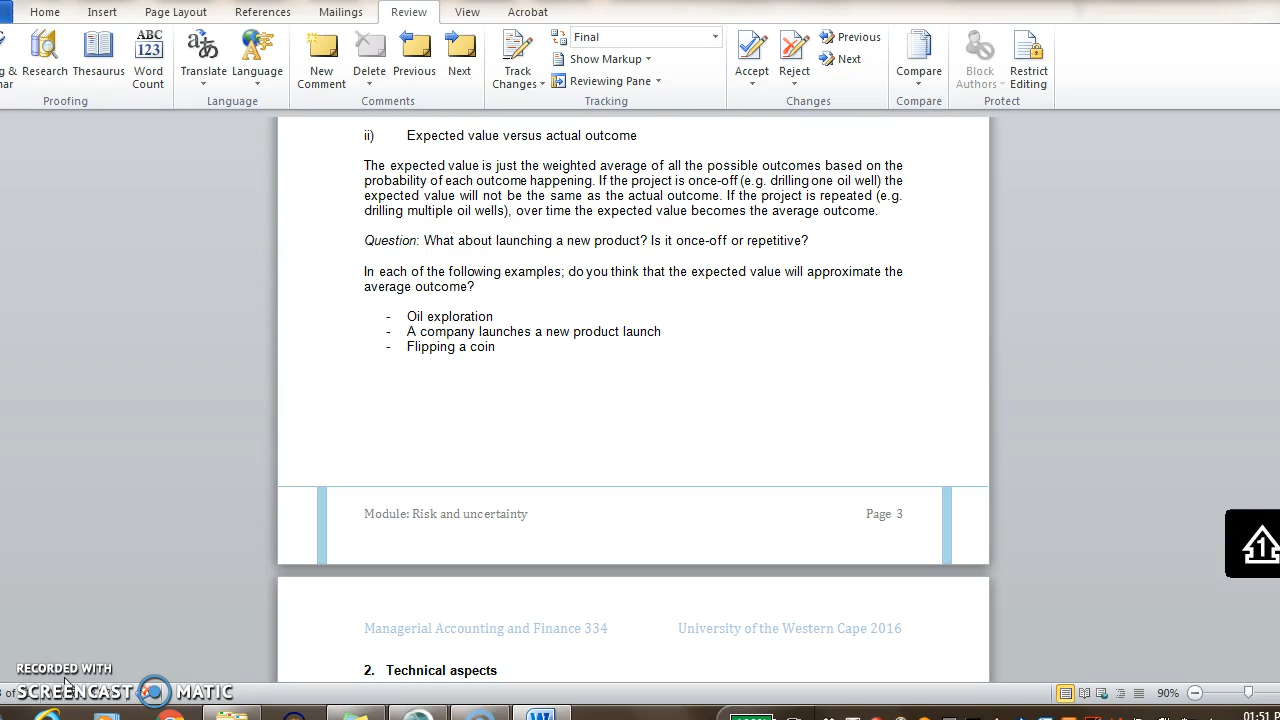 Home Insert Page Layout References Mailings Review View Acrobat
Final
Show Markup
Reviewing Pane
Previous
Next
g & Research Thesaurus Word Translate Language New Delete Previous Next Track Accept Reject Compare Block Restrict
mar Count Comment Changes Authors Editing
ABC
123
Proofing Language Comments Tracking Changes Compare Protect
ii) Expected value versus actual outcome
The expected value is just the weighted average of all the possible outcomes based on the
probability of each outcome happening. If the project is once-off (e.g. drilling one oil well) the
expected value will not be the same as the actual outcome. If the project is repeated (e.g.
drilling multiple oil wells), over time the expected value becomes the average outcome.
Question: What about launching a new product? Is it once-off or repetitive?
In each of the following examples; do you think that the expected value will approximate the
average outcome?
- Oil exploration
- A company launches a new product launch
- Flipping a coin
Module: Risk and uncertainty Page 3
1
Managerial Accounting and Finance 334 University of the Western Cape 2016
2. Technical aspects
RECORDED WITH
SCREENCAST MATIC
90%
01:51 P